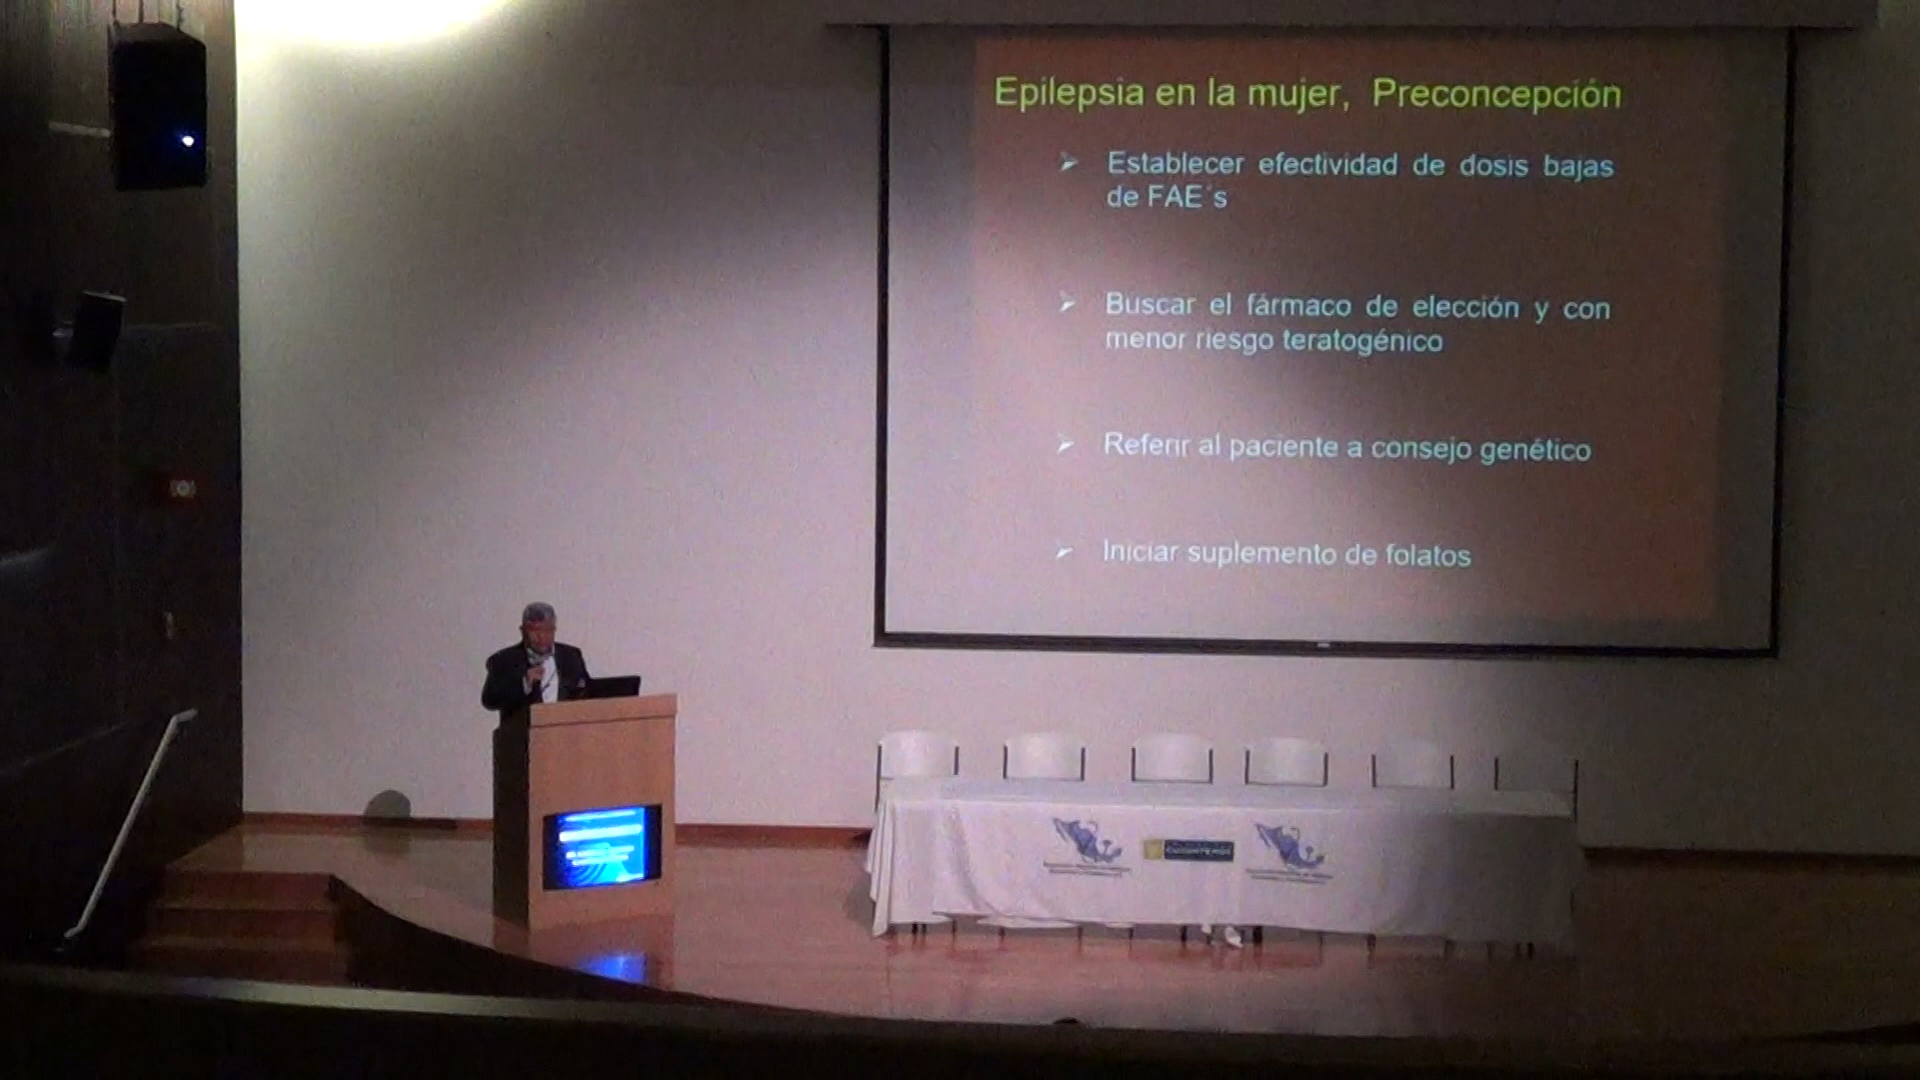 Epilepsia en la mujer, Preconcepción
➢ Establecer efectividad de dosis bajas
de FAE´s
➢ Buscar el fármaco de elección y con
menor riesgo teratogénico
➢ Referir al paciente a consejo genético
➢ Iniciar suplemento de folatos